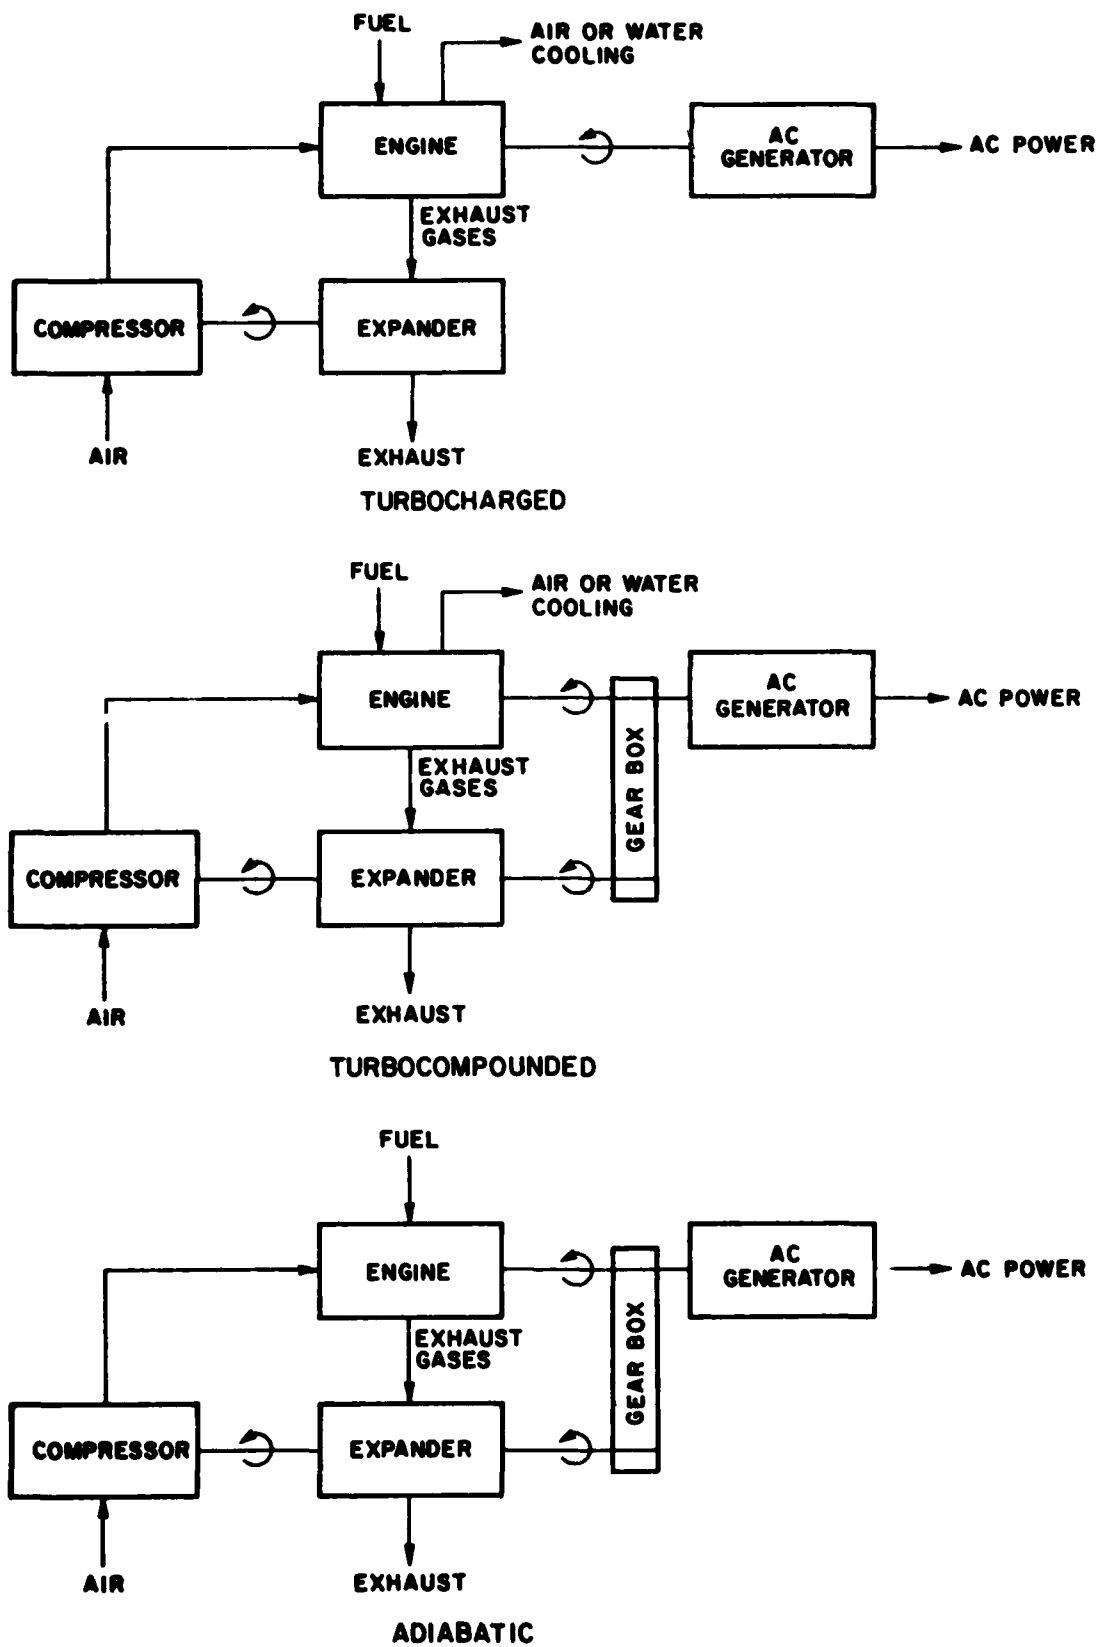 FUEL
AIR OR WATER
COOLING
ENGINE
AC
GENERATOR
AC POWER
EXHAUST
GASES
COMPRESSOR
EXPANDER
AIR
EXHAUST
TURBOCHARGED
FUEL
AIR OR WATER
COOLING
ENGINE
AC
GENERATOR
AC POWER
GEAR BOX
EXHAUST
GASES
COMPRESSOR
EXPANDER
AIR
EXHAUST
TURBOCOMPOUNDED
FUEL
ENGINE
AC
GENERATOR
AC POWER
GEAR BOX
EXHAUST
GASES
COMPRESSOR
EXPANDER
AIR
EXHAUST
ADIABATIC